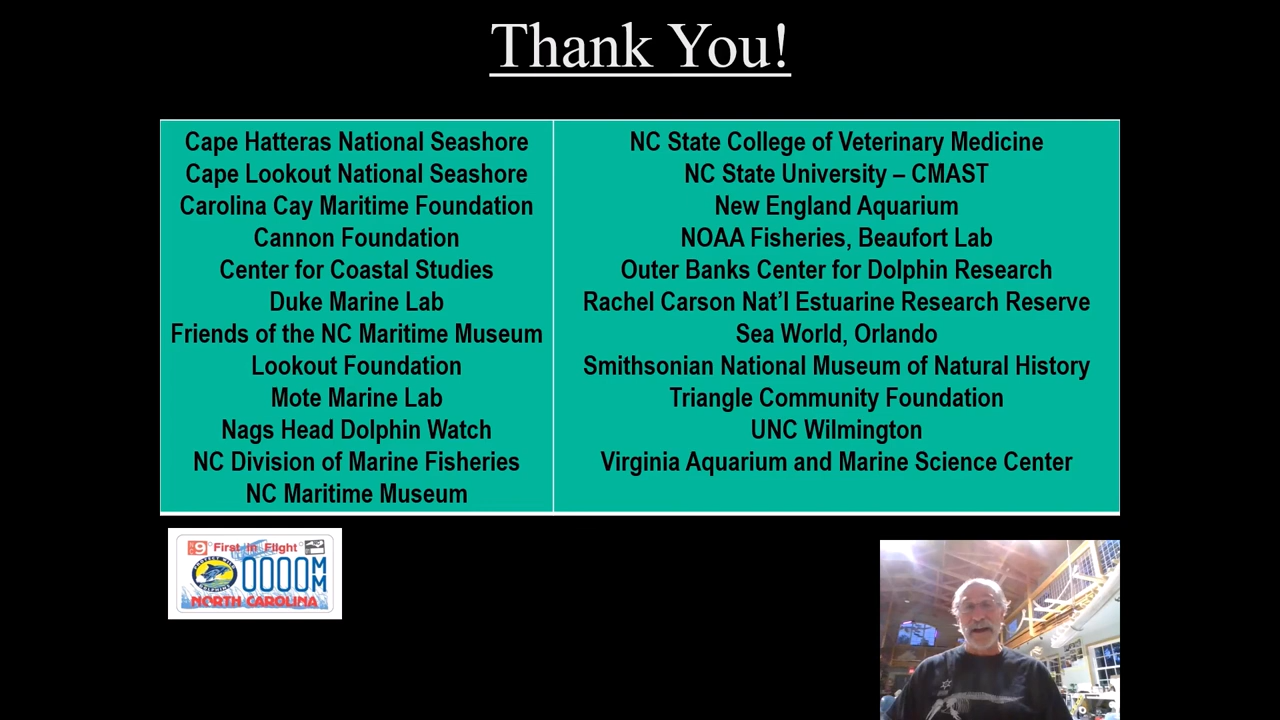 Thank You!
Cape Hatteras National Seashore
Cape Lookout National Seashore
Carolina Cay Maritime Foundation
Cannon Foundation
Center for Coastal Studies
Duke Marine Lab
Friends of the NC Maritime Museum
Lookout Foundation
Mote Marine Lab
Nags Head Dolphin Watch
NC Division of Marine Fisheries
NC Maritime Museum
NC State College of Veterinary Medicine
NC State University – CMAST
New England Aquarium
NOAA Fisheries, Beaufort Lab
Outer Banks Center for Dolphin Research
Rachel Carson Nat’l Estuarine Research Reserve
Sea World, Orlando
Smithsonian National Museum of Natural History
Triangle Community Foundation
UNC Wilmington
Virginia Aquarium and Marine Science Center
9 First in Flight
PROTECT WILD DOLPHINS
0000MM
NORTH CAROLINA